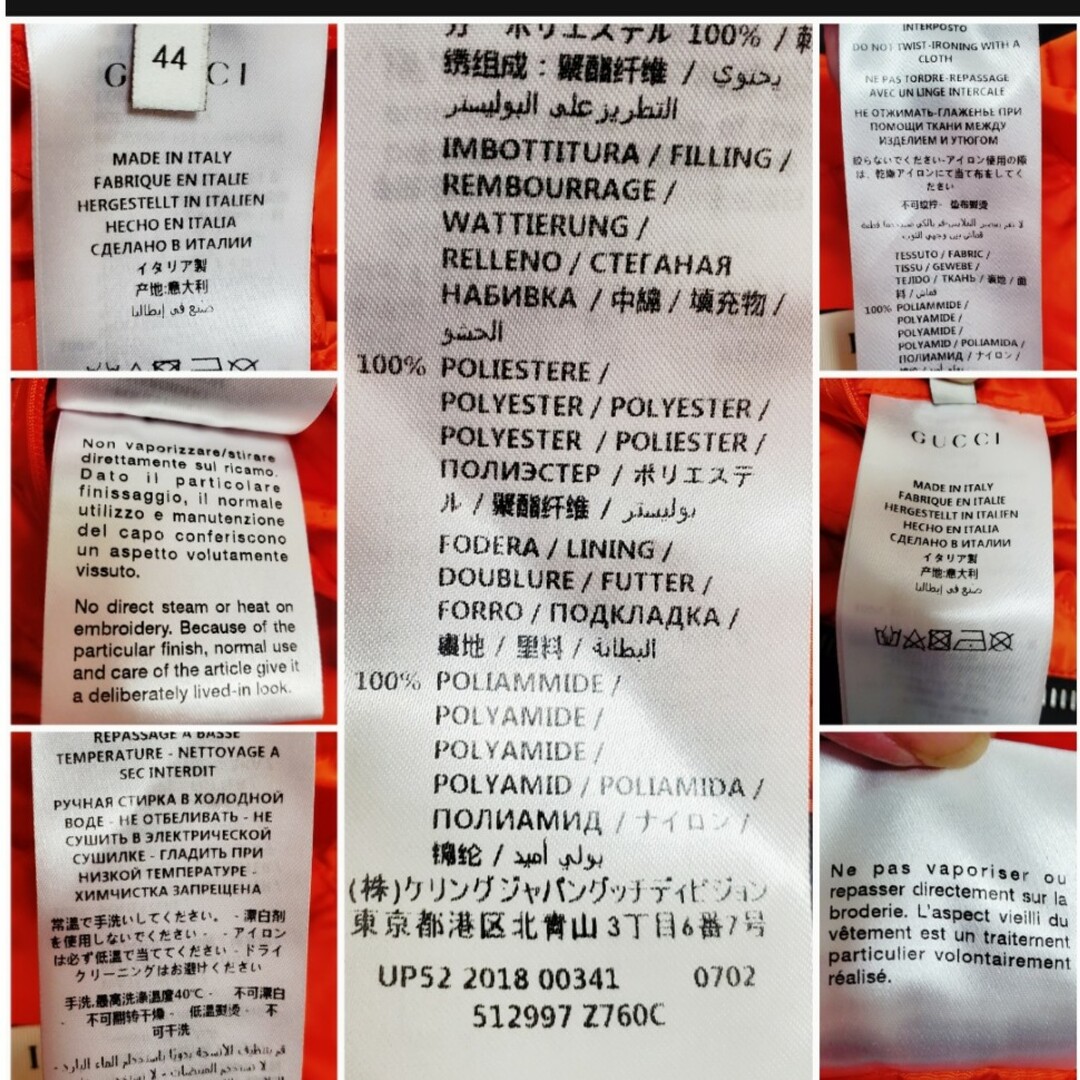 44
GUCCI
MADE IN ITALY
FABRIQUE EN ITALIE
HERGESTELLT IN ITALIEN
HECHO EN ITALIA
СДЕЛАНО В ИТАЛИИ
イタリア製
产地:意大利
صنع في إيطاليا
Non vaporizzare/stirare
direttamente sul ricamo.
Dato il particolare
finissaggio, il normale
utilizzo e manutenzione
del capo conferiscono
un aspetto volutamente
vissuto.
No direct steam or heat on
embroidery. Because of the
particular finish, normal use
and care of the article give it
a deliberately lived-in look.
REPASSAGE A BASSE
TEMPERATURE - NETTOYAGE A
SEC INTERDIT
РУЧНАЯ СТИРКА В ХОЛОДНОЙ
ВОДЕ - НЕ ОТБЕЛИВАТЬ - НЕ
СУШИТЬ В ЭЛЕКТРИЧЕСКОЙ
СУШИЛКЕ - ГЛАДИТЬ ПРИ
НИЗКОЙ ТЕМПЕРАТУРЕ -
ХИМЧИСТКА ЗАПРЕЩЕНА
常温で手洗いしてください。 - 漂白剤
を使用しないでください - - アイロン
は必ず低温で当ててください - ドライ
クリーニングはお避けください
手洗,最高洗涤温度40℃ - 不可漂白
- 不可翻转干燥 - 低温熨烫 - 不
可干洗
ポリエステル 100% / 刺
绣组成 : 聚酯纤维 / يحتوي
التطريز على البوليستر
IMBOTTITURA / FILLING /
REMBOURRAGE /
WATTIERUNG /
RELLENO / СТЕГАНАЯ
НАБИВКА / 中綿 / 填充物 /
الحشو
100% POLIESTERE /
POLYESTER / POLYESTER /
POLYESTER / POLIESTER /
ПОЛИЭСТЕР / ポリエステ
ル / 聚酯纤维 / بوليستر
FODERA / LINING /
DOUBLURE / FUTTER /
FORRO / ПОДКЛАДКА /
裏地 / 里料 / البطانة
100% POLIAMMIDE /
POLYAMIDE /
POLYAMIDE /
POLYAMID / POLIAMIDA /
ПОЛИАМИД / ナイロン /
锦纶 / بولي أميد
(株)ケリングジャパングッチディビジョン
東京都港区北青山3丁目6番7号
UP52 2018 00341 0702
512997 Z760C
INTERPOSTO
DO NOT TWIST-IRONING WITH A
CLOTH
NE PAS TORDRE-REPASSAGE
AVEC UN LINGE INTERCALE
НЕ ОТЖИМАТЬ-ГЛАЖЕНЬЕ ПРИ
ПОМОЩИ ТКАНИ МЕЖДУ
ИЗДЕЛИЕМ И УТЮГОМ
絞らないでください-アイロン使用の際
は、乾燥アイロンにて当て布をしてく
ださい
不可拧绞- 垫布熨烫
TESSUTO / FABRIC /
TISSU / GEWEBE /
TEJIDO / ТКАНЬ / 裏地 / 面
料 / قماش
100% POLIAMMIDE /
POLYAMIDE /
POLYAMIDE /
POLYAMID / POLIAMIDA /
ПОЛИАМИД / ナイロン /
GUCCI
MADE IN ITALY
FABRIQUE EN ITALIE
HERGESTELLT IN ITALIEN
HECHO EN ITALIA
СДЕЛАНО В ИТАЛИИ
イタリア製
产地:意大利
صنع في إيطاليا
Ne pas vaporiser ou
repasser directement sur la
broderie. L'aspect vieilli du
vêtement est un traitement
particulier volontairement
réalisé.